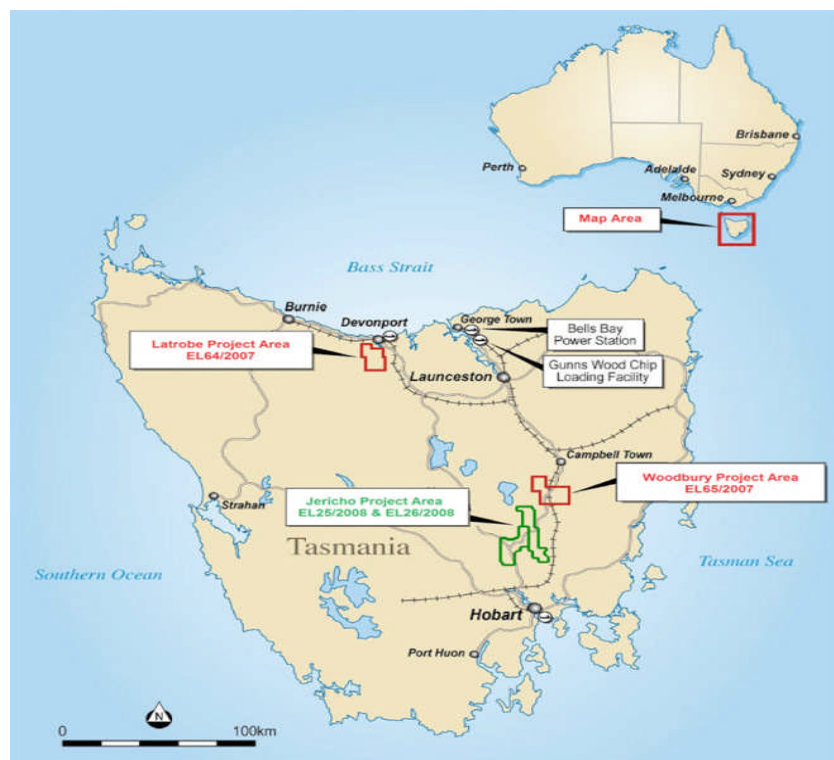 Brisbane
Perth
Adelaide
Sydney
Melbourne
Map Area
Bass Strait
Burnie
George Town
Devonport
Bells Bay
Power Station
Latrobe Project Area
EL64/2007
Gunns Wood Chip
Loading Facility
Launceston
Campbell Town
Woodbury Project Area
EL65/2007
Strahan
Jericho Project Area
EL25/2008 & EL26/2008
Tasmania
Southern Ocean
Tasman Sea
Hobart
Port Huon
N
0
100km